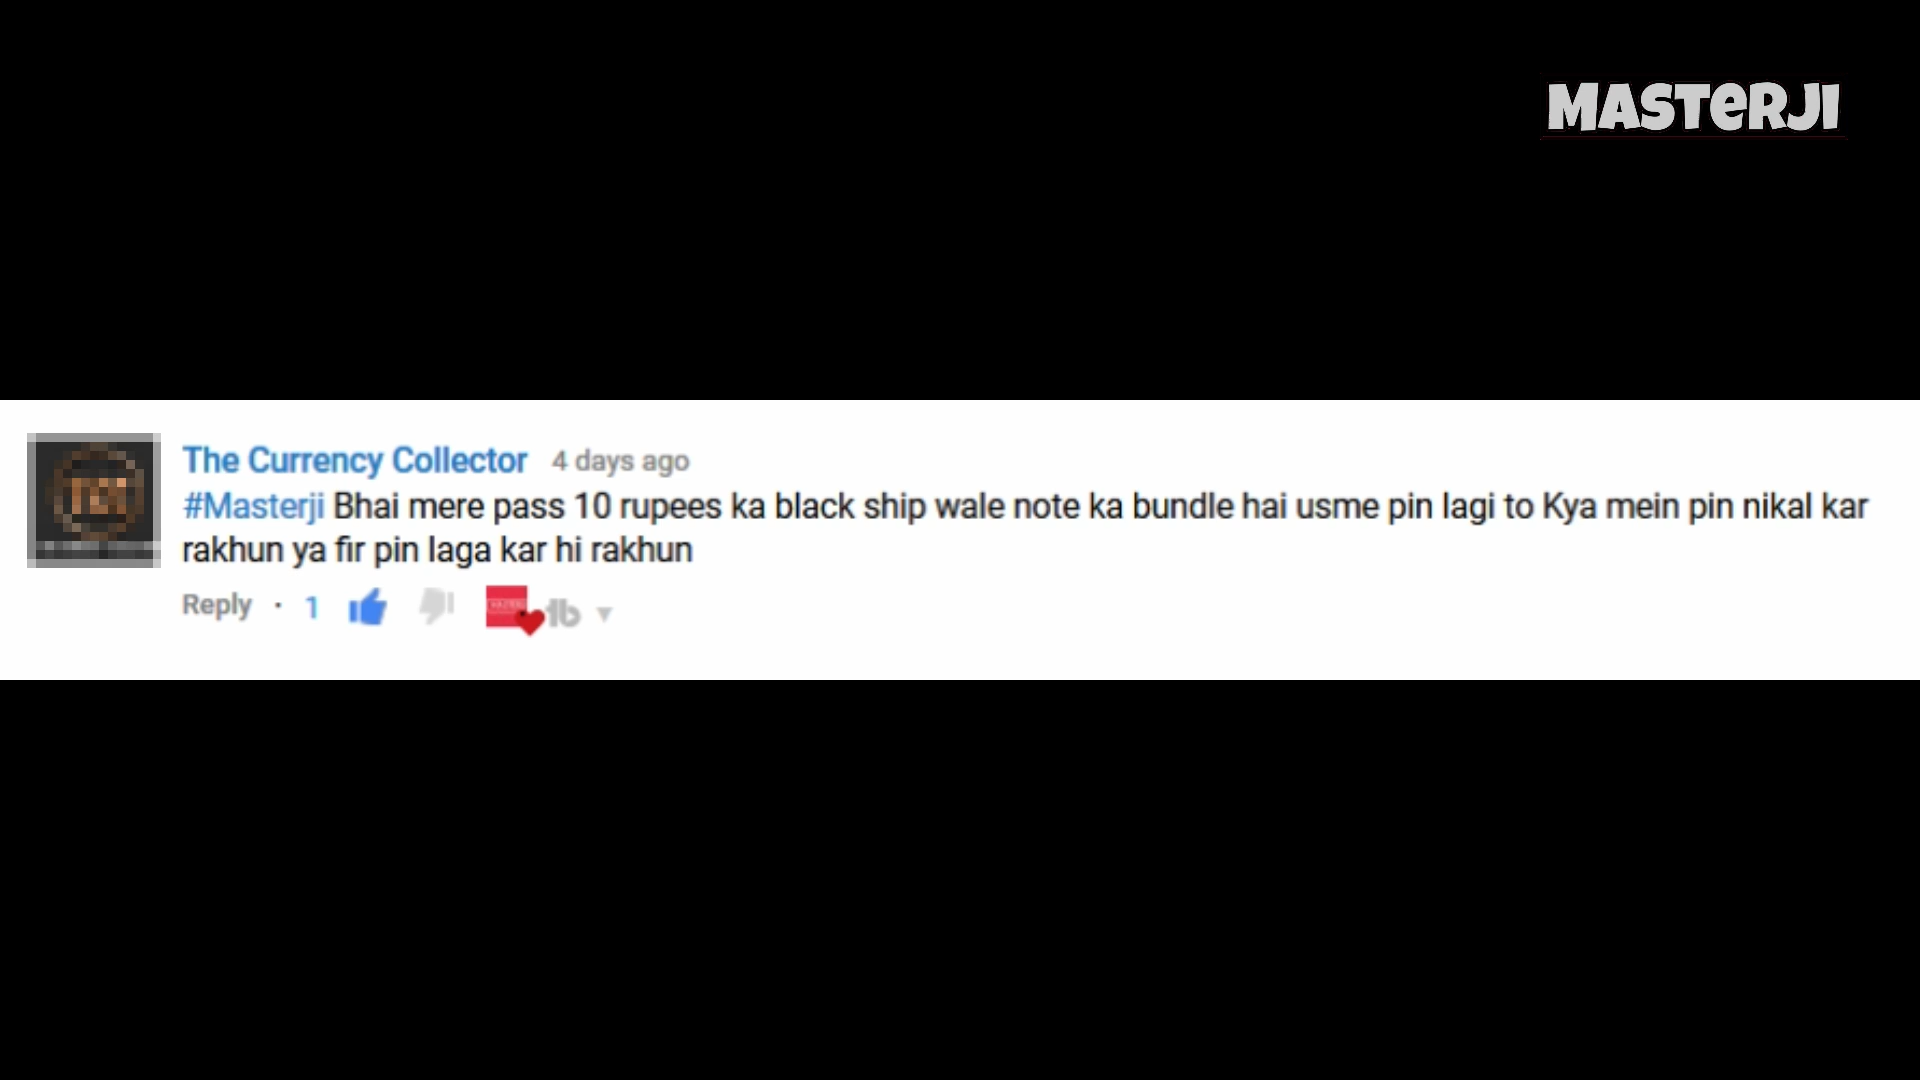 MASTeRJI
The Currency Collector 4 days ago
#Masterji Bhai mere pass 10 rupees ka black ship wale note ka bundle hai usme pin lagi to Kya mein pin nikal kar
rakhun ya fir pin laga kar hi rakhun
Reply · 1